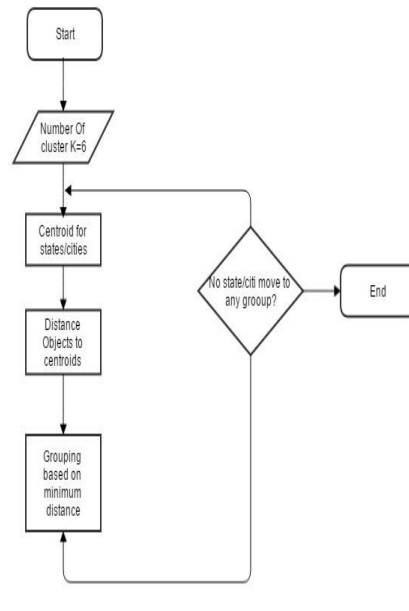 Start
Number Of
cluster K=6
Centroid for
states/cities
Distance
Objects to
centroids
Grouping
based on
minimum
distance
No state/citi move to
any grooup?
End